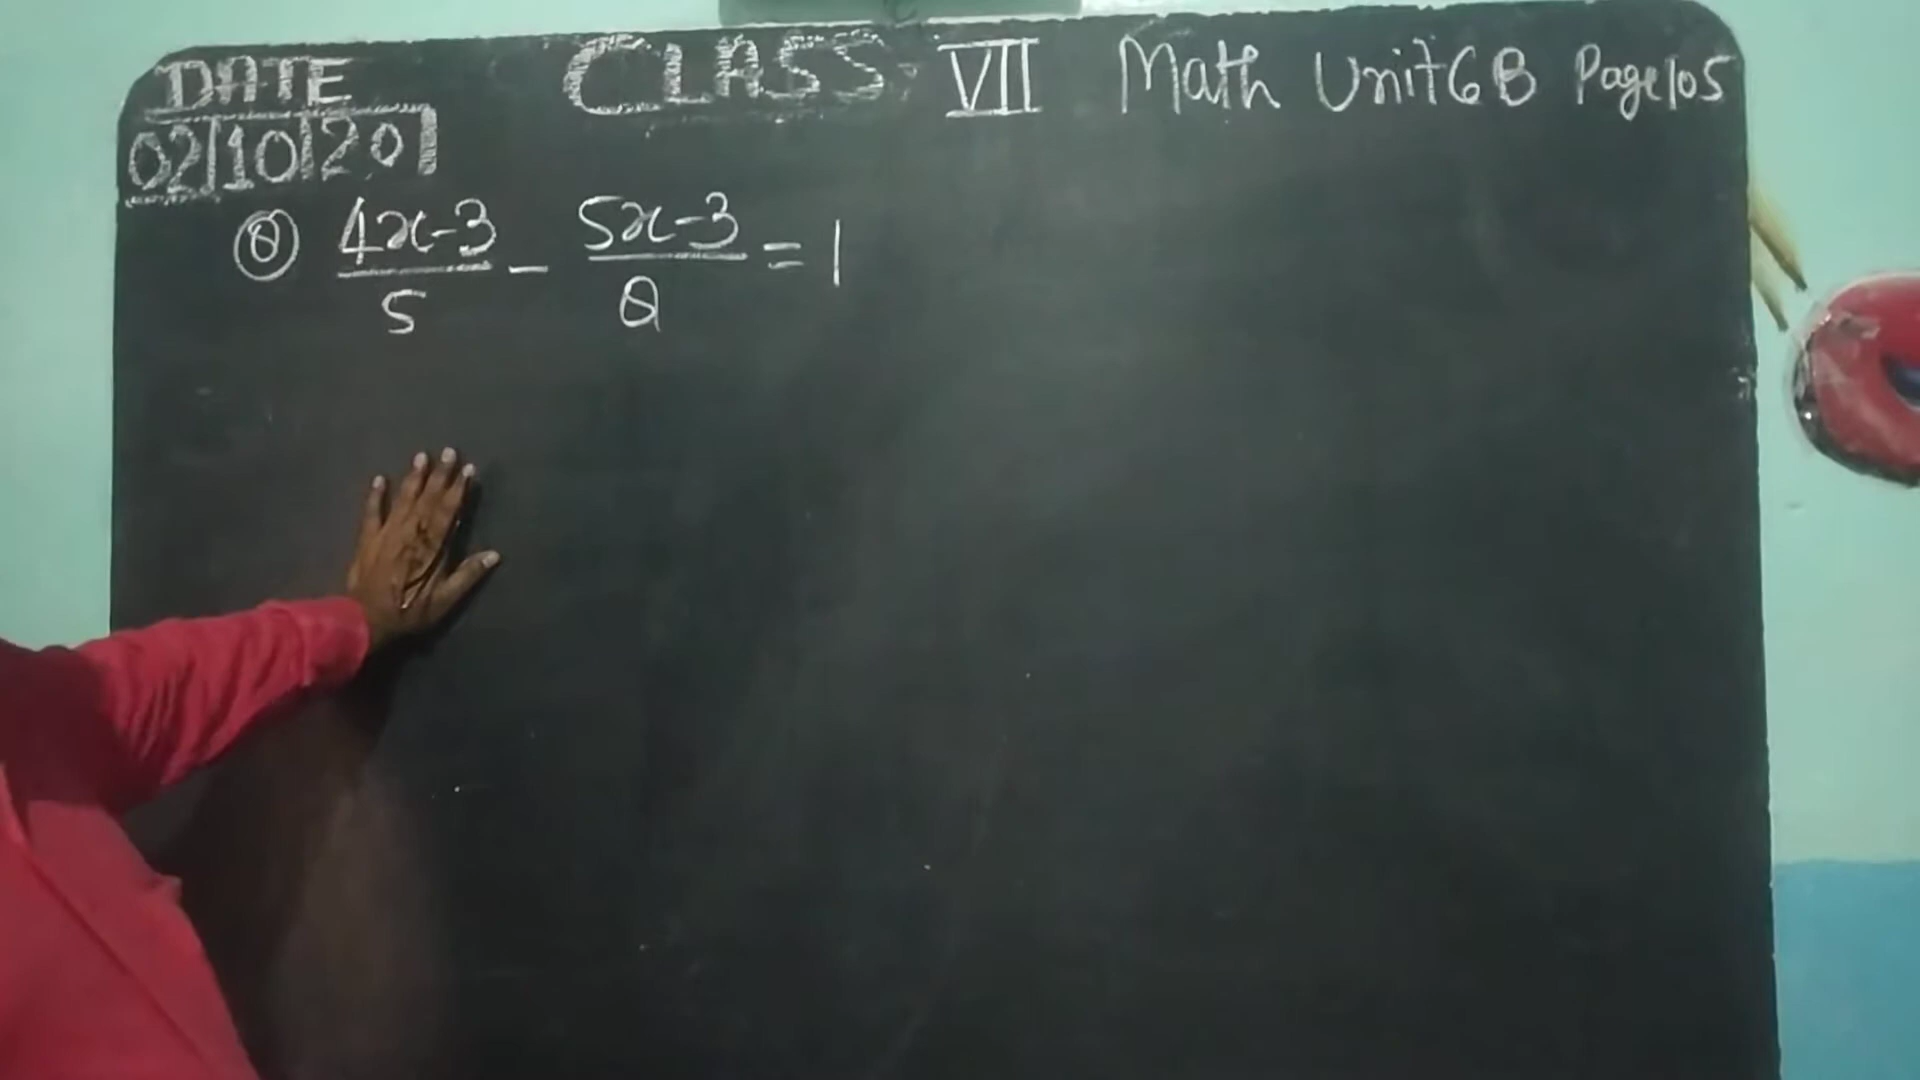 DATE CLASS VII Math Unit 6B Page 105
02/10/20
⑧ 4x-3/5 - 5x-3/8 = 1